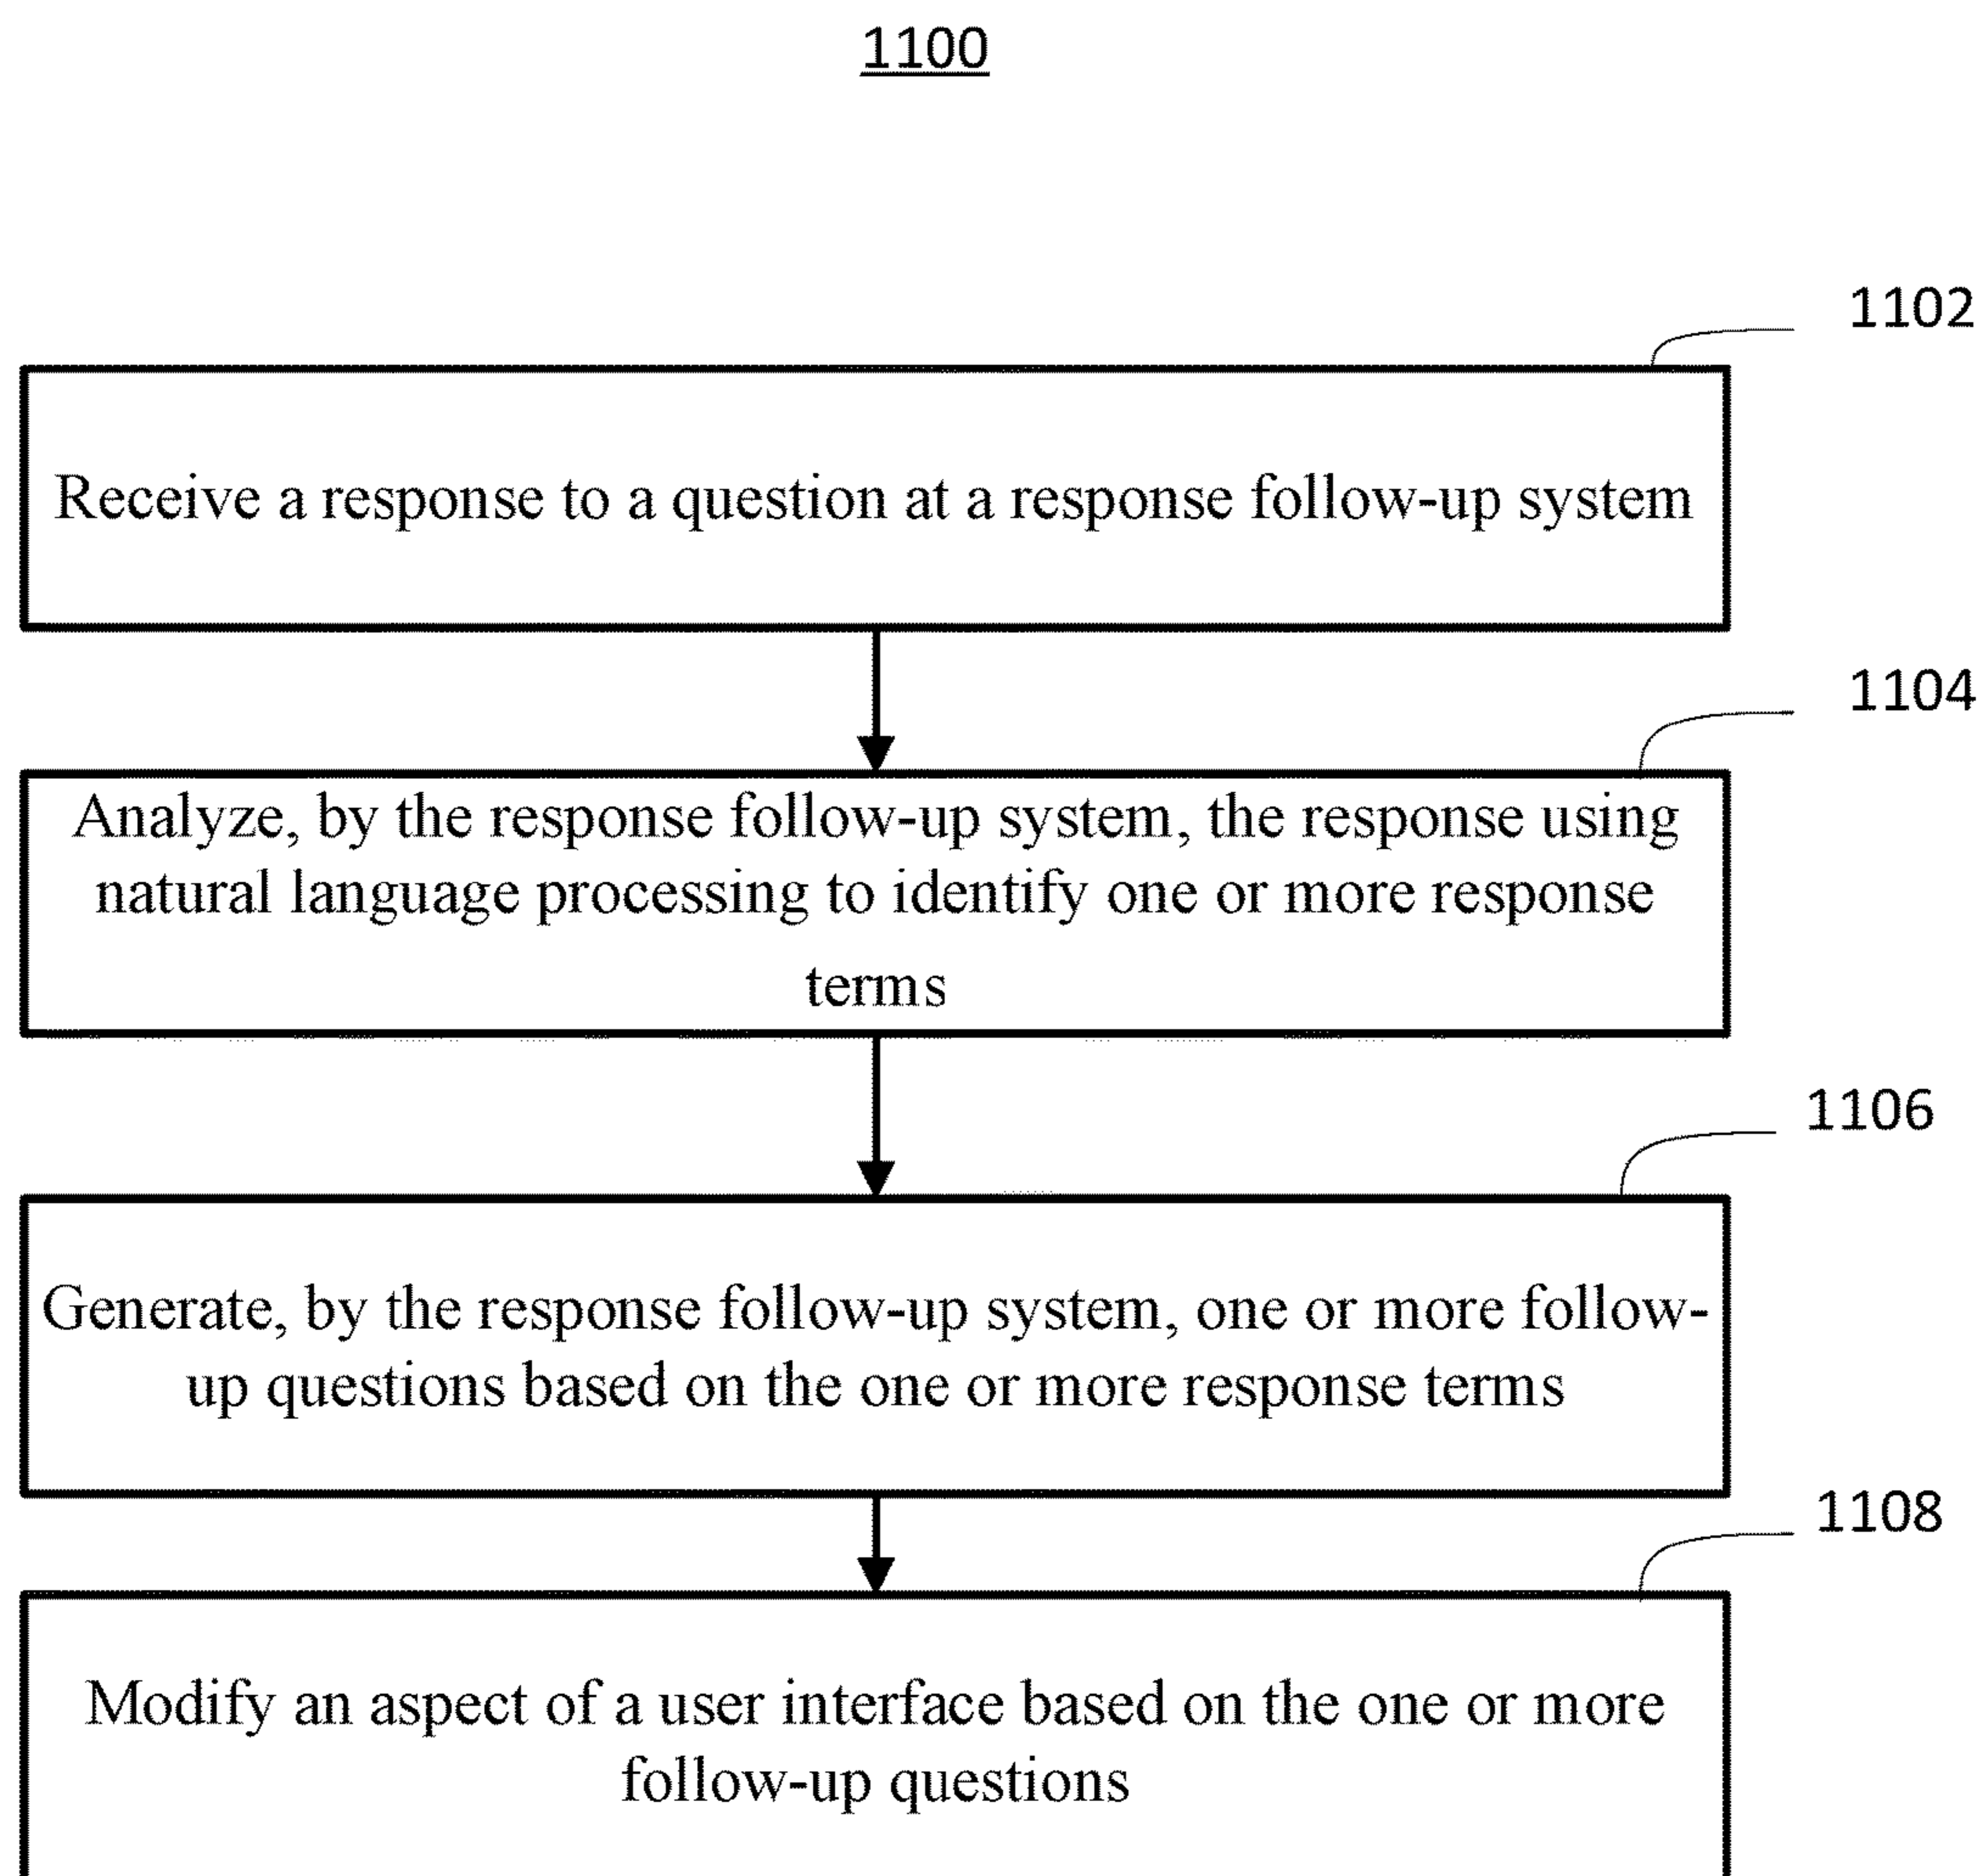 1100
1102
Receive a response to a question at a response follow-up system
1104
Analyze, by the response follow-up system, the response using
natural language processing to identify one or more response
terms
1106
Generate, by the response follow-up system, one or more follow-
up questions based on the one or more response terms
1108
Modify an aspect of a user interface based on the one or more
follow-up questions